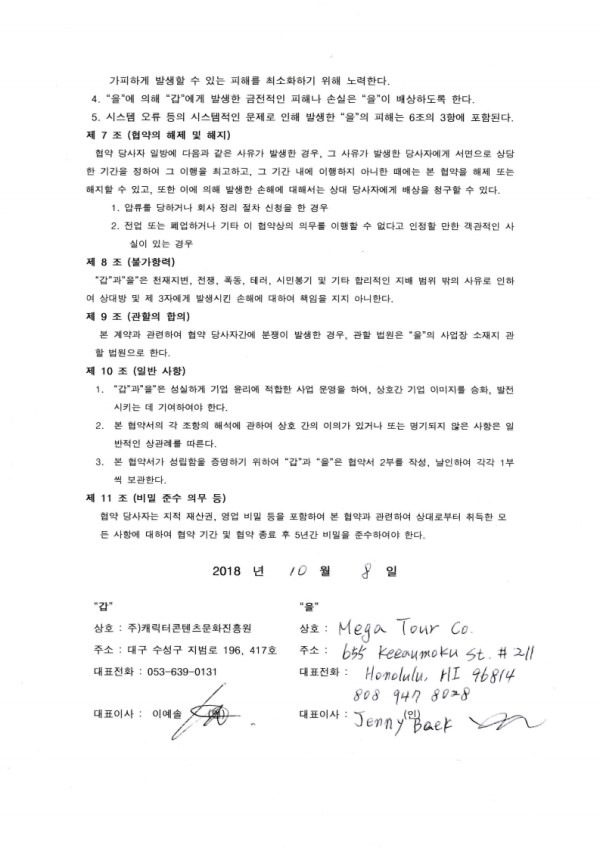 가피하게 발생할 수 있는 피해를 최소화하기 위해 노력한다.
4. “을”에 의해 “갑”에게 발생한 금전적인 피해나 손실은 “을”이 배상하도록 한다.
5. 시스템 오류 등의 시스템적인 문제로 인해 발생한 “을”의 피해는 6조의 3항에 포함된다.
제 7 조 (협약의 해제 및 해지)
협약 당사자 일방에 다음과 같은 사유가 발생한 경우, 그 사유가 발생한 당사자에게 서면으로 상당
한 기간을 정하여 그 이행을 최고하고, 그 기간 내에 이행하지 아니한 때에는 본 협약을 해제 또는
해지할 수 있고, 또한 이에 의해 발생한 손해에 대해서는 상대 당사자에게 배상을 청구할 수 있다.
1. 압류를 당하거나 회사 정리 절차 신청을 한 경우
2. 전업 또는 폐업하거나 기타 이 협약상의 의무를 이행할 수 없다고 인정할 만한 객관적인 사
실이 있는 경우
제 8 조 (불가항력)
“갑”과”을”은 천재지변, 전쟁, 폭동, 테러, 시민봉기 및 기타 합리적인 지배 범위 밖의 사유로 인하
여 상대방 및 제 3자에게 발생시킨 손해에 대하여 책임을 지지 아니한다.
제 9 조 (관할의 합의)
본 계약과 관련하여 협약 당사자간에 분쟁이 발생한 경우, 관할 법원은 “을”의 사업장 소재지 관
할 법원으로 한다.
제 10 조 (일반 사항)
1. “갑”과”을”은 성실하게 기업 윤리에 적합한 사업 운영을 하여, 상호간 기업 이미지를 승화, 발전
시키는 데 기여하여야 한다.
2. 본 협약서의 각 조항의 해석에 관하여 상호 간의 이의가 있거나 또는 명기되지 않은 사항은 일
반적인 상관례를 따른다.
3. 본 협약서가 성립함을 증명하기 위하여 “갑”과 “을”은 협약서 2부를 작성, 날인하여 각각 1부
씩 보관한다.
제 11 조 (비밀 준수 의무 등)
협약 당사자는 지적 재산권, 영업 비밀 등을 포함하여 본 협약과 관련하여 상대로부터 취득한 모
든 사항에 대하여 협약 기간 및 협약 종료 후 5년간 비밀을 준수하여야 한다.
2018 년 10 월 8 일
“갑”
상호 : 주)캐릭터콘텐츠문화진흥원
주소 : 대구 수성구 지범로 196, 417호
대표전화 : 053-639-0131
대표이사 : 이예솔
“을”
상호 : Mega Tour Co.
주소 : 655 Keeaumoku St. # 211
대표전화 : Honolulu, HI 96814
808 947 8028
대표이사 : Jenny (인) Baek